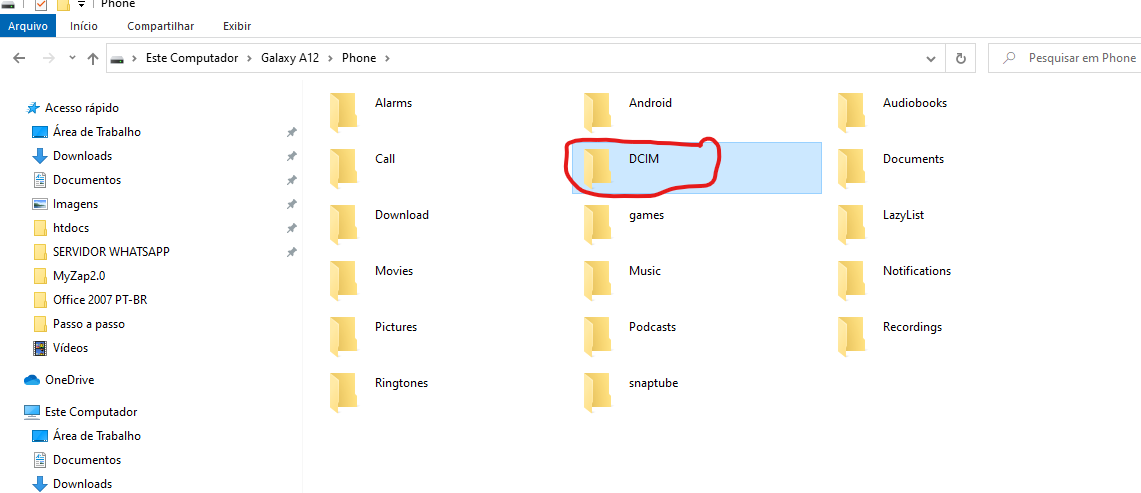 Phone
Arquivo Início Compartilhar Exibir
Este Computador > Galaxy A12 > Phone >
Pesquisar em Phone
Acesso rápido
Área de Trabalho
Downloads
Documentos
Imagens
htdocs
SERVIDOR WHATSAPP
MyZap2.0
Office 2007 PT-BR
Passo a passo
Vídeos
OneDrive
Este Computador
Área de Trabalho
Documentos
Downloads
Alarms Android Audiobooks
Call DCIM Documents
Download games LazyList
Movies Music Notifications
Pictures Podcasts Recordings
Ringtones snaptube